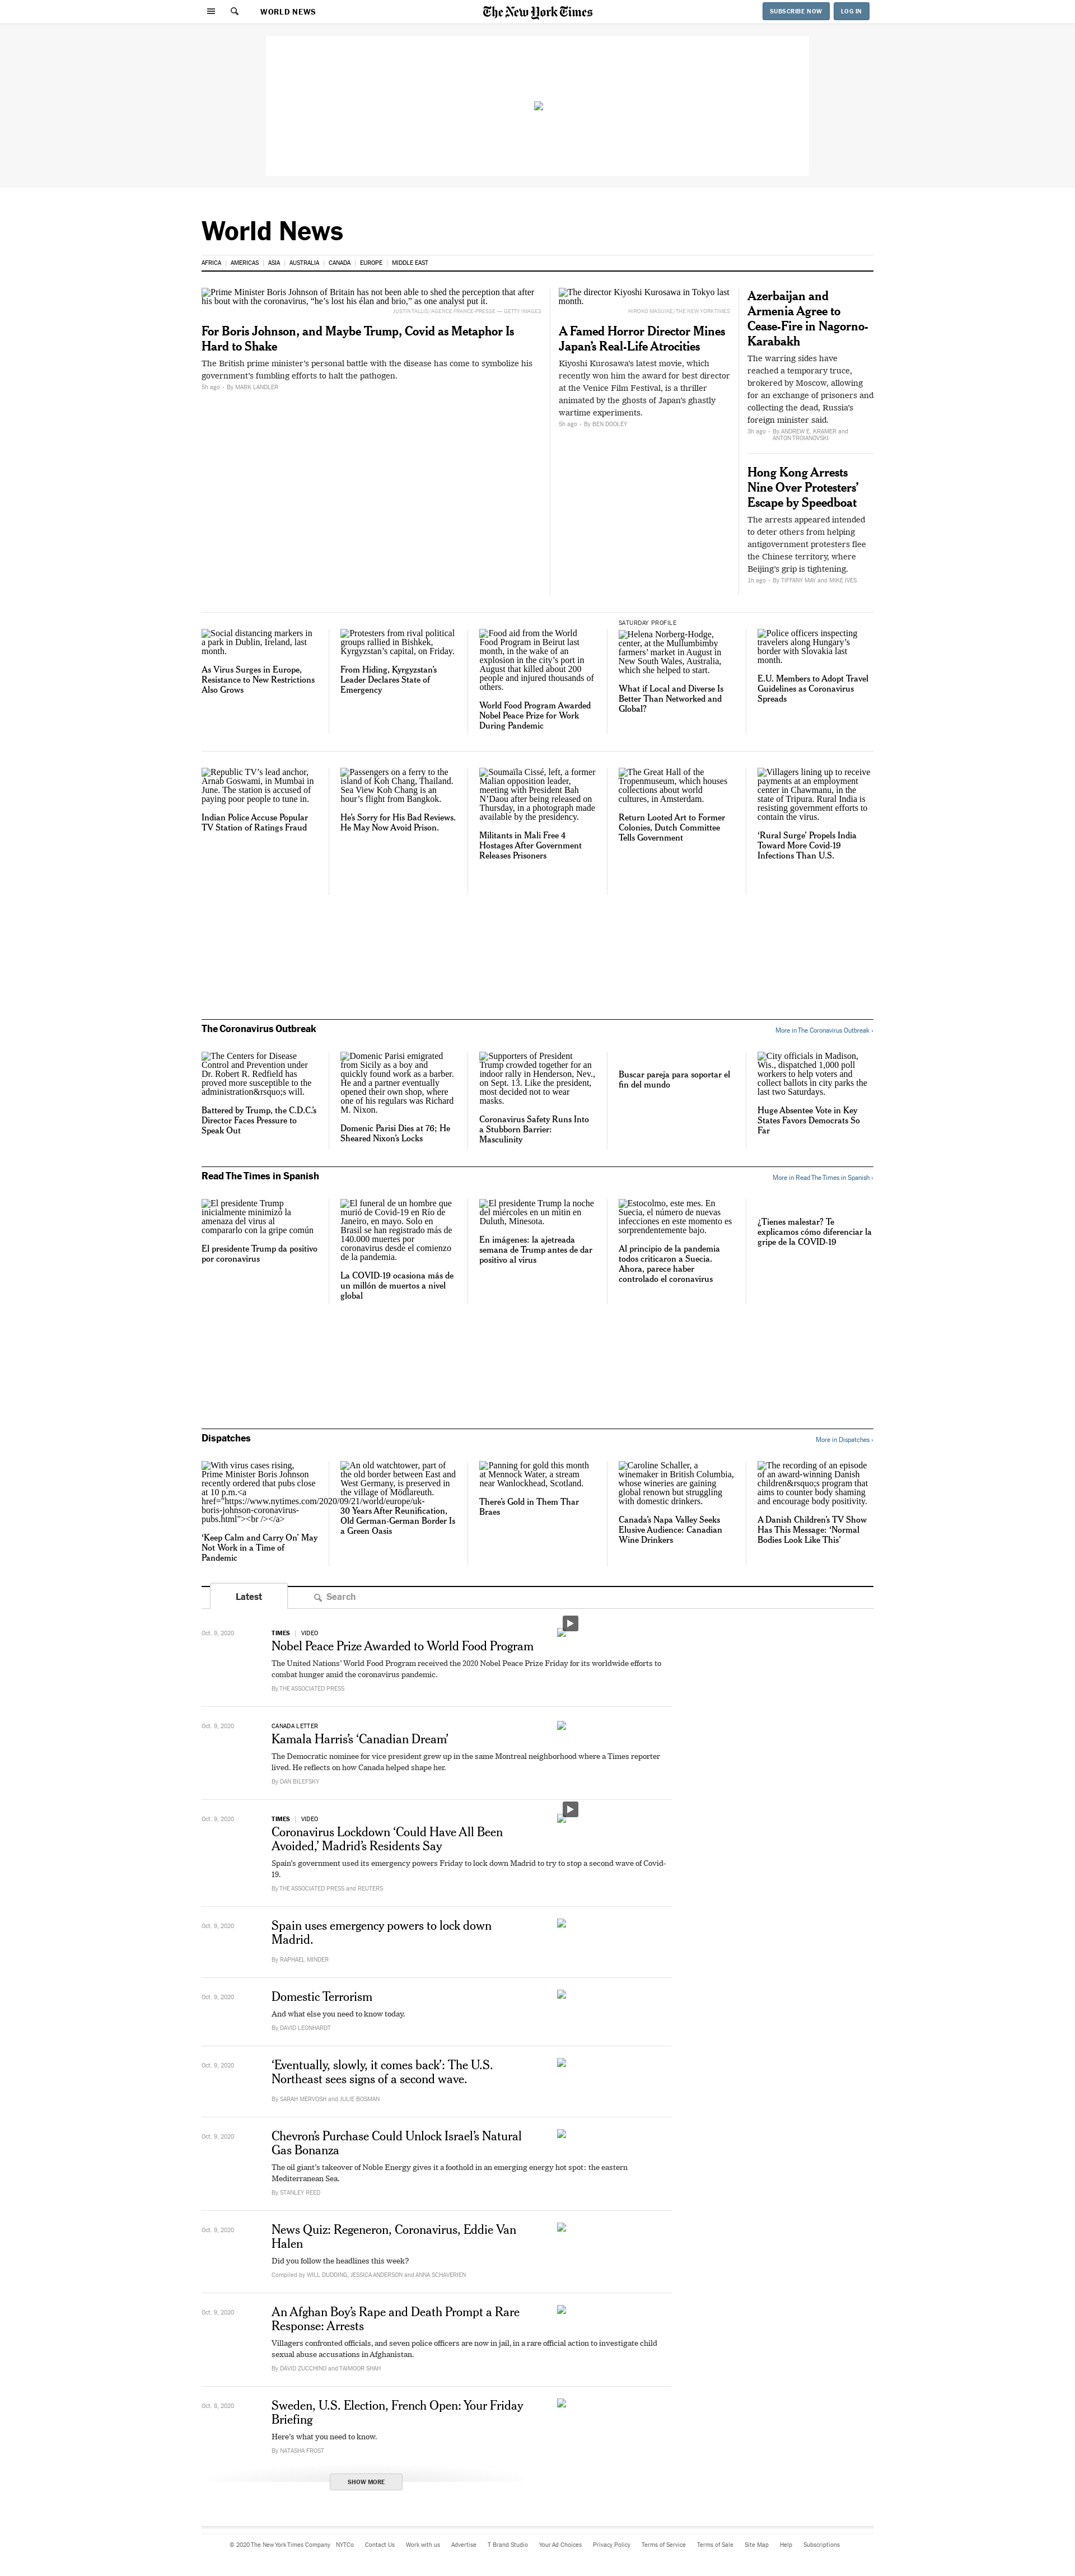 WORLD NEWS
The New York Times
SUBSCRIBE NOW
LOG IN
World News
AFRICA
AMERICAS
ASIA
AUSTRALIA
CANADA
EUROPE
MIDDLE EAST
Prime Minister Boris Johnson of Britain has not been able to shed the perception that after
his bout with the coronavirus, “he’s lost his élan and brio,” as one analyst put it.
JUSTIN TALLIS/AGENCE FRANCE-PRESSE — GETTY IMAGES
For Boris Johnson, and Maybe Trump, Covid as Metaphor Is
Hard to Shake
The British prime minister’s personal battle with the disease has come to symbolize his
government’s fumbling efforts to halt the pathogen.
5h ago - By MARK LANDLER
The director Kiyoshi Kurosawa in Tokyo last
month.
HIROKO MASUIKE/THE NEW YORK TIMES
A Famed Horror Director Mines
Japan’s Real-Life Atrocities
Kiyoshi Kurosawa’s latest movie, which
recently won him the award for best director
at the Venice Film Festival, is a thriller
animated by the ghosts of Japan’s ghastly
wartime experiments.
5h ago - By BEN DOOLEY
Azerbaijan and
Armenia Agree to
Cease-Fire in Nagorno-
Karabakh
The warring sides have
reached a temporary truce,
brokered by Moscow, allowing
for an exchange of prisoners and
collecting the dead, Russia’s
foreign minister said.
3h ago - By ANDREW E. KRAMER and
ANTON TROIANOVSKI
Hong Kong Arrests
Nine Over Protesters’
Escape by Speedboat
The arrests appeared intended
to deter others from helping
antigovernment protesters flee
the Chinese territory, where
Beijing’s grip is tightening.
1h ago - By TIFFANY MAY and MIKE IVES
Social distancing markers in
a park in Dublin, Ireland, last
month.
As Virus Surges in Europe,
Resistance to New Restrictions
Also Grows
Protesters from rival political
groups rallied in Bishkek,
Kyrgyzstan’s capital, on Friday.
From Hiding, Kyrgyzstan’s
Leader Declares State of
Emergency
Food aid from the World
Food Program in Beirut last
month, in the wake of an
explosion in the city’s port in
August that killed about 200
people and injured thousands of
others.
World Food Program Awarded
Nobel Peace Prize for Work
During Pandemic
SATURDAY PROFILE
Helena Norberg-Hodge,
center, at the Mullumbimby
farmers’ market in August in
New South Wales, Australia,
which she helped to start.
What if Local and Diverse Is
Better Than Networked and
Global?
Police officers inspecting
travelers along Hungary’s
border with Slovakia last
month.
E.U. Members to Adopt Travel
Guidelines as Coronavirus
Spreads
Republic TV’s lead anchor,
Arnab Goswami, in Mumbai in
June. The station is accused of
paying poor people to tune in.
Indian Police Accuse Popular
TV Station of Ratings Fraud
Passengers on a ferry to the
island of Koh Chang, Thailand.
Sea View Koh Chang is an
hour’s flight from Bangkok.
He’s Sorry for His Bad Reviews.
He May Now Avoid Prison.
Soumaïla Cissé, left, a former
Malian opposition leader,
meeting with President Bah
N’Daou after being released on
Thursday, in a photograph made
available by the presidency.
Militants in Mali Free 4
Hostages After Government
Releases Prisoners
The Great Hall of the
Tropenmuseum, which houses
collections about world
cultures, in Amsterdam.
Return Looted Art to Former
Colonies, Dutch Committee
Tells Government
Villagers lining up to receive
payments at an employment
center in Chawmanu, in the
state of Tripura. Rural India is
resisting government efforts to
contain the virus.
‘Rural Surge’ Propels India
Toward More Covid-19
Infections Than U.S.
The Coronavirus Outbreak
More in The Coronavirus Outbreak ›
The Centers for Disease
Control and Prevention under
Dr. Robert R. Redfield has
proved more susceptible to the
administration&rsquo;s will.
Battered by Trump, the C.D.C.’s
Director Faces Pressure to
Speak Out
Domenic Parisi emigrated
from Sicily as a boy and
quickly found work as a barber.
He and a partner eventually
opened their own shop, where
one of his regulars was Richard
M. Nixon.
Domenic Parisi Dies at 76; He
Sheared Nixon’s Locks
Supporters of President
Trump crowded together for an
indoor rally in Henderson, Nev.,
on Sept. 13. Like the president,
most decided not to wear
masks.
Coronavirus Safety Runs Into
a Stubborn Barrier:
Masculinity
Buscar pareja para soportar el
fin del mundo
City officials in Madison,
Wis., dispatched 1,000 poll
workers to help voters and
collect ballots in city parks the
last two Saturdays.
Huge Absentee Vote in Key
States Favors Democrats So
Far
Read The Times in Spanish
More in Read The Times in Spanish ›
El presidente Trump
inicialmente minimizó la
amenaza del virus al
compararlo con la gripe común
El presidente Trump da positivo
por coronavirus
El funeral de un hombre que
murió de Covid-19 en Río de
Janeiro, en mayo. Solo en
Brasil se han registrado más de
140.000 muertes por
coronavirus desde el comienzo
de la pandemia.
La COVID-19 ocasiona más de
un millón de muertos a nivel
global
El presidente Trump la noche
del miércoles en un mitin en
Duluth, Minesota.
En imágenes: la ajetreada
semana de Trump antes de dar
positivo al virus
Estocolmo, este mes. En
Suecia, el número de nuevas
infecciones en este momento es
sorprendentemente bajo.
Al principio de la pandemia
todos criticaron a Suecia.
Ahora, parece haber
controlado el coronavirus
¿Tienes malestar? Te
explicamos cómo diferenciar la
gripe de la COVID-19
Dispatches
More in Dispatches ›
With virus cases rising,
Prime Minister Boris Johnson
recently ordered that pubs close
at 10 p.m.<a
href="https://www.nytimes.com/2020/09/21/world/europe/uk-
boris-johnson-coronavirus-
pubs.html"><br /></a>
‘Keep Calm and Carry On’ May
Not Work in a Time of
Pandemic
An old watchtower, part of
the old border between East and
West Germany, is preserved in
the village of Mödlareuth.
30 Years After Reunification,
Old German-German Border Is
a Green Oasis
Panning for gold this month
at Mennock Water, a stream
near Wanlockhead, Scotland.
There’s Gold in Them Thar
Braes
Caroline Schaller, a
winemaker in British Columbia,
whose wineries are gaining
global renown but struggling
with domestic drinkers.
Canada’s Napa Valley Seeks
Elusive Audience: Canadian
Wine Drinkers
The recording of an episode
of an award-winning Danish
children&rsquo;s program that
aims to counter body shaming
and encourage body positivity.
A Danish Children’s TV Show
Has This Message: ‘Normal
Bodies Look Like This’
Latest
Search
Oct. 9, 2020
TIMES | VIDEO
Nobel Peace Prize Awarded to World Food Program
The United Nations’ World Food Program received the 2020 Nobel Peace Prize Friday for its worldwide efforts to
combat hunger amid the coronavirus pandemic.
By THE ASSOCIATED PRESS
Oct. 9, 2020
CANADA LETTER
Kamala Harris’s ‘Canadian Dream’
The Democratic nominee for vice president grew up in the same Montreal neighborhood where a Times reporter
lived. He reflects on how Canada helped shape her.
By DAN BILEFSKY
Oct. 9, 2020
TIMES | VIDEO
Coronavirus Lockdown ‘Could Have All Been
Avoided,’ Madrid’s Residents Say
Spain’s government used its emergency powers Friday to lock down Madrid to try to stop a second wave of Covid-
19.
By THE ASSOCIATED PRESS and REUTERS
Oct. 9, 2020
Spain uses emergency powers to lock down
Madrid.
By RAPHAEL MINDER
Oct. 9, 2020
Domestic Terrorism
And what else you need to know today.
By DAVID LEONHARDT
Oct. 9, 2020
‘Eventually, slowly, it comes back’: The U.S.
Northeast sees signs of a second wave.
By SARAH MERVOSH and JULIE BOSMAN
Oct. 9, 2020
Chevron’s Purchase Could Unlock Israel’s Natural
Gas Bonanza
The oil giant’s takeover of Noble Energy gives it a foothold in an emerging energy hot spot: the eastern
Mediterranean Sea.
By STANLEY REED
Oct. 9, 2020
News Quiz: Regeneron, Coronavirus, Eddie Van
Halen
Did you follow the headlines this week?
Compiled by WILL DUDDING, JESSICA ANDERSON and ANNA SCHAVERIEN
Oct. 9, 2020
An Afghan Boy’s Rape and Death Prompt a Rare
Response: Arrests
Villagers confronted officials, and seven police officers are now in jail, in a rare official action to investigate child
sexual abuse accusations in Afghanistan.
By DAVID ZUCCHINO and TAIMOOR SHAH
Oct. 8, 2020
Sweden, U.S. Election, French Open: Your Friday
Briefing
Here’s what you need to know.
By NATASHA FROST
SHOW MORE
© 2020 The New York Times Company
NYTCo
Contact Us
Work with us
Advertise
T Brand Studio
Your Ad Choices
Privacy Policy
Terms of Service
Terms of Sale
Site Map
Help
Subscriptions